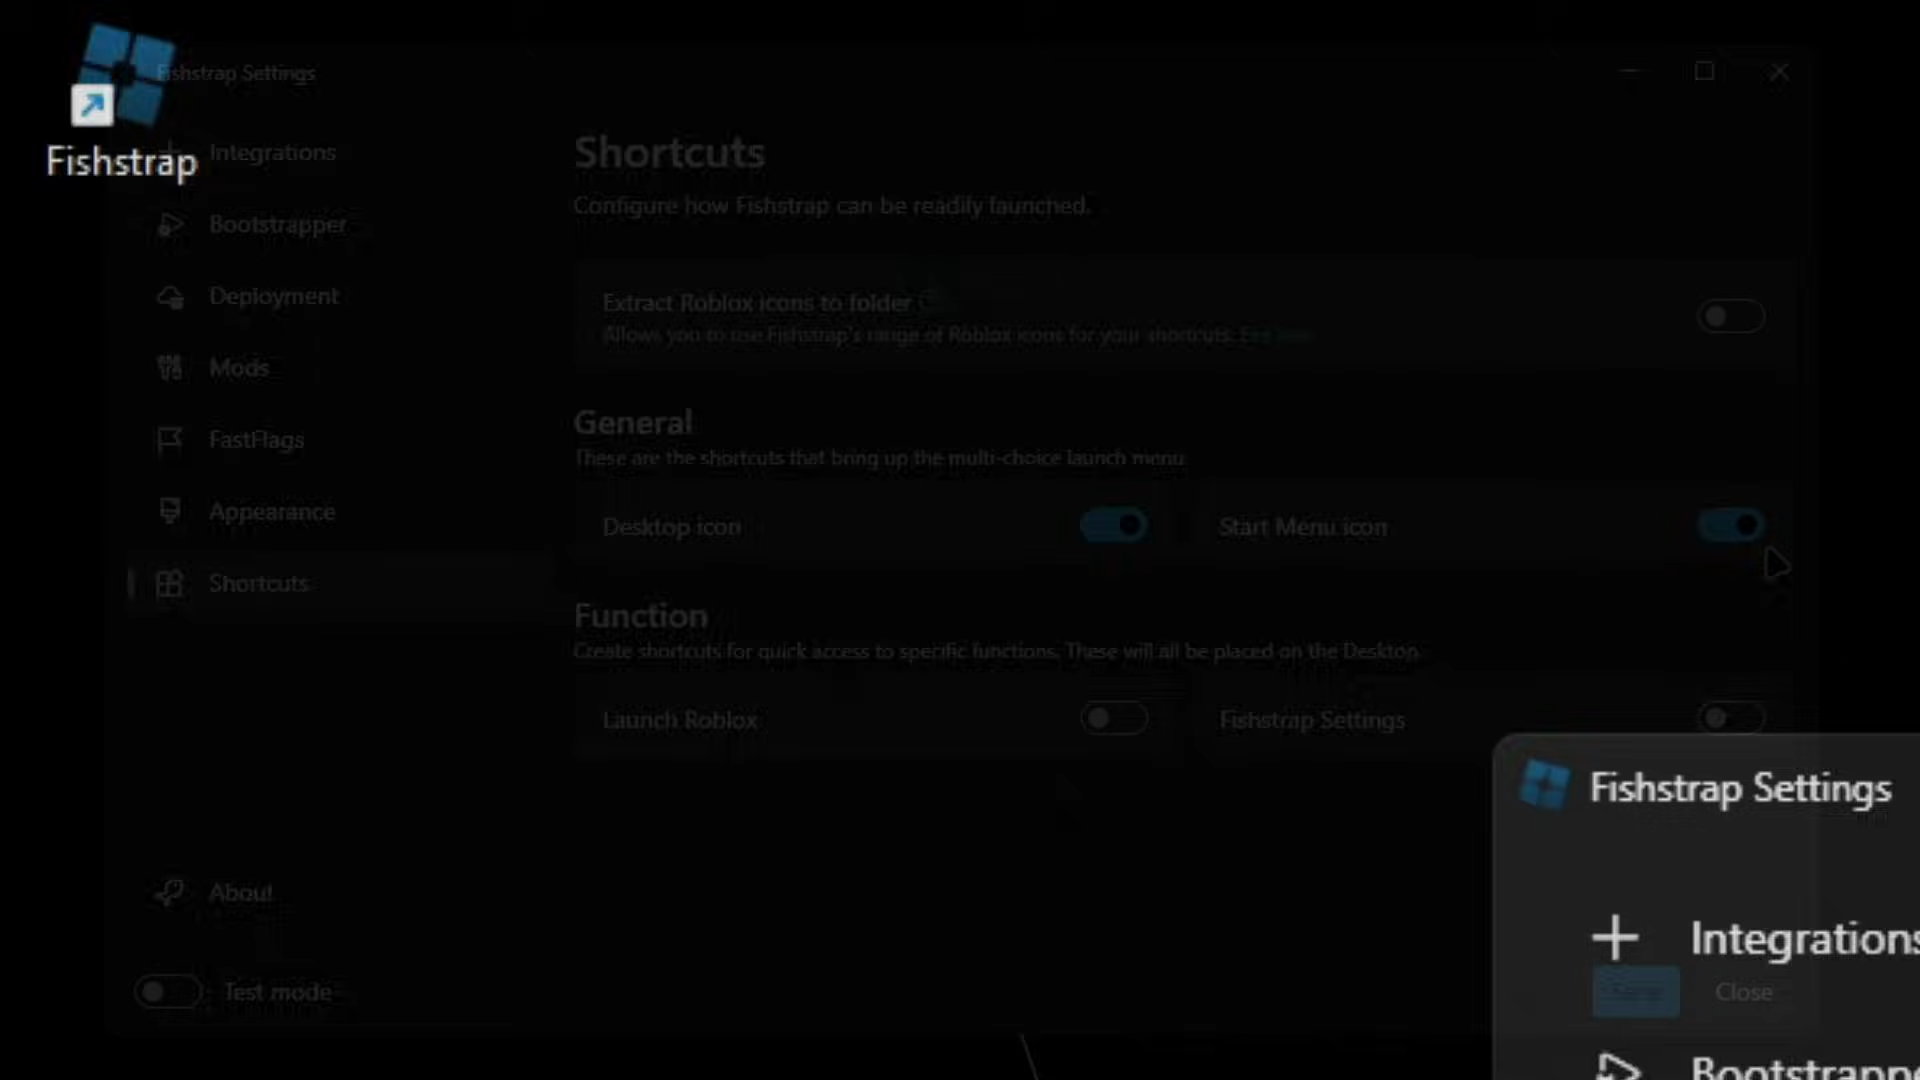 Fishstrap
Fishstrap Settings
Integrations
Bootstrapper
Deployment
Mods
FastFlags
Appearance
Shortcuts
About
Test mode
Shortcuts
Configure how Fishstrap can be readily launched.
Extract Roblox icons to folder
Allows you to use Fishstrap's range of Roblox icons for your shortcuts.
General
These are the shortcuts that bring up the multi-choice launch menu
Desktop icon
Start Menu icon
Function
Create shortcuts for quick access to specific functions. These will all be placed on the Desktop.
Launch Roblox
Fishstrap Settings
Fishstrap Settings
Integrations
Close
Bootstrappe